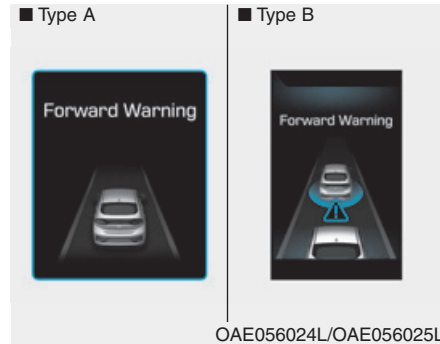 ■ Type A
■ Type B
Forward Warning
Forward Warning
OAE056024L/OAE056025L